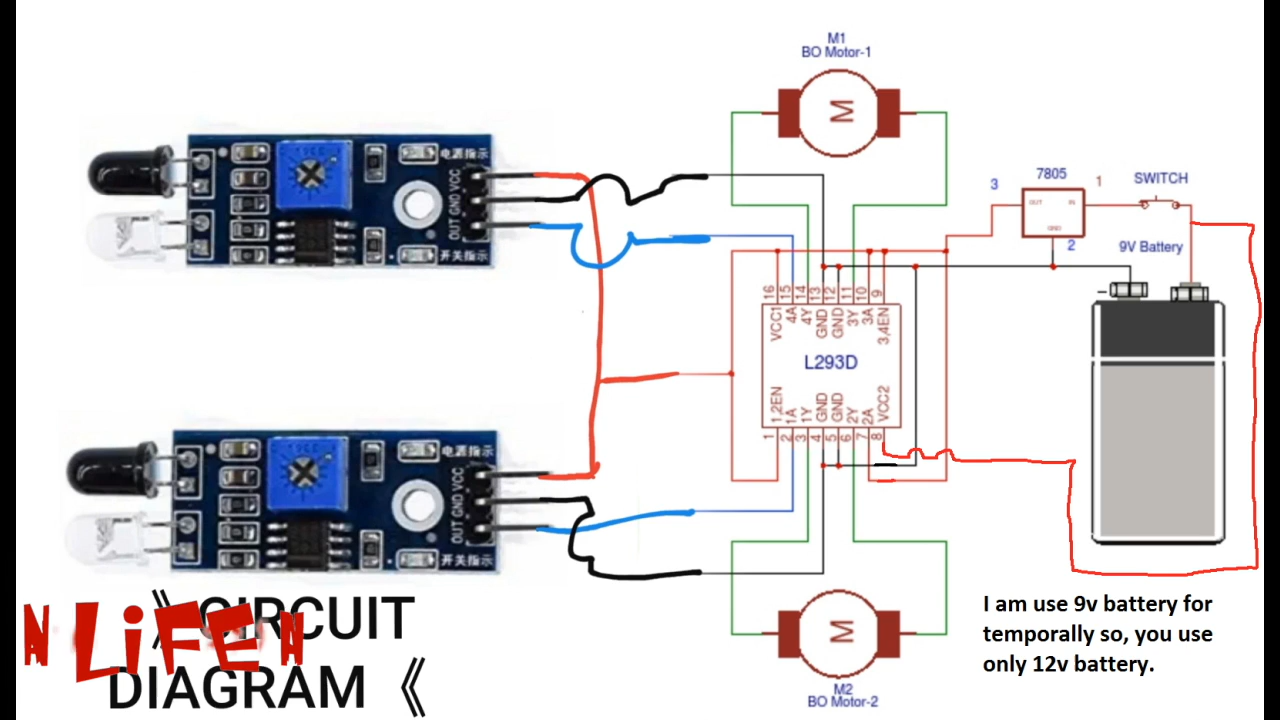 M1
BO Motor-1
电源指示
VCC
GND
OUT
开关指示
M
3
7805
1
SWITCH
OUT
IN
GND
2
9V Battery
16 15 14 13 12 11 10 9
VCC1 4A 4Y GND GND 3Y 3A 3,4EN
L293D
1,2EN 1A 1Y GND GND 2Y 2A VCC2
1 2 3 4 5 6 7 8
电源指示
VCC
GND
OUT
开关指示
M
M2
BO Motor-2
I am use 9v battery for
temporally so, you use
only 12v battery.
》CIRCUIT
DIAGRAM 《
N LiFE N